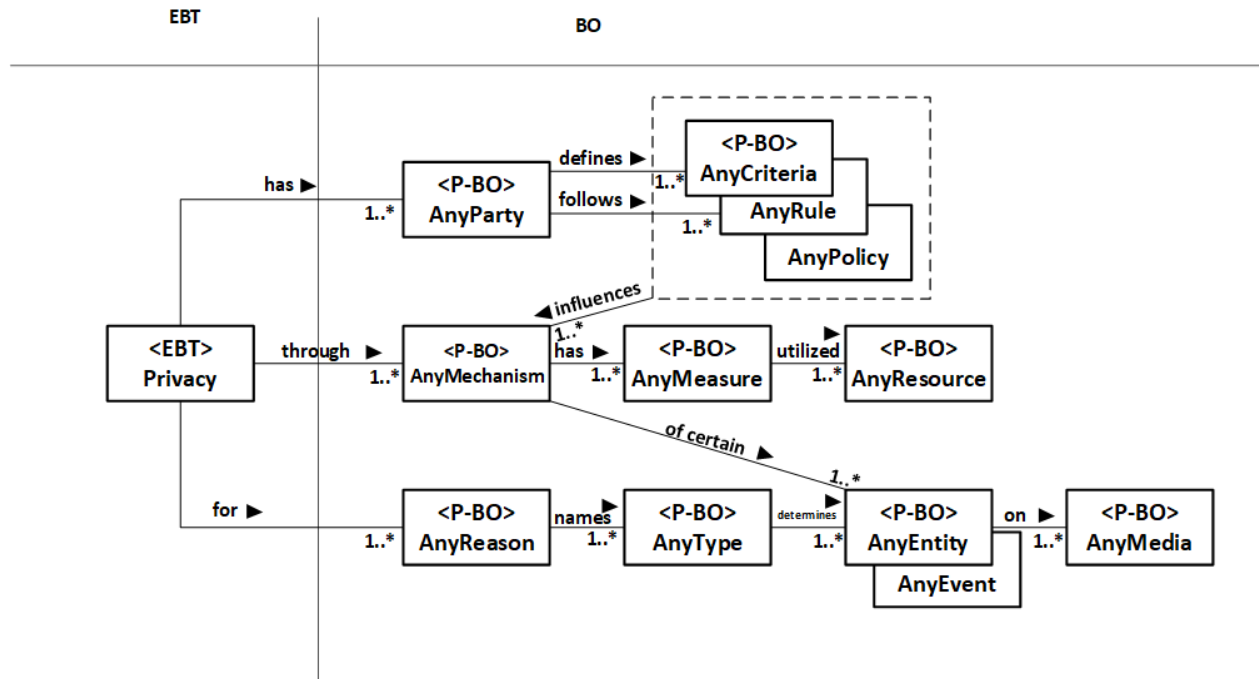 EBT
BO
<P-BO>
AnyCriteria
AnyRule
AnyPolicy
defines
1..*
follows
1..*
has
1..*
<P-BO>
AnyParty
influences
1..*
<EBT>
Privacy
through
1..*
<P-BO>
AnyMechanism
has
1..*
<P-BO>
AnyMeasure
utilized
1..*
<P-BO>
AnyResource
of certain
1..*
for
1..*
<P-BO>
AnyReason
names
1..*
<P-BO>
AnyType
determines
1..*
<P-BO>
AnyEntity
AnyEvent
on
1..*
<P-BO>
AnyMedia